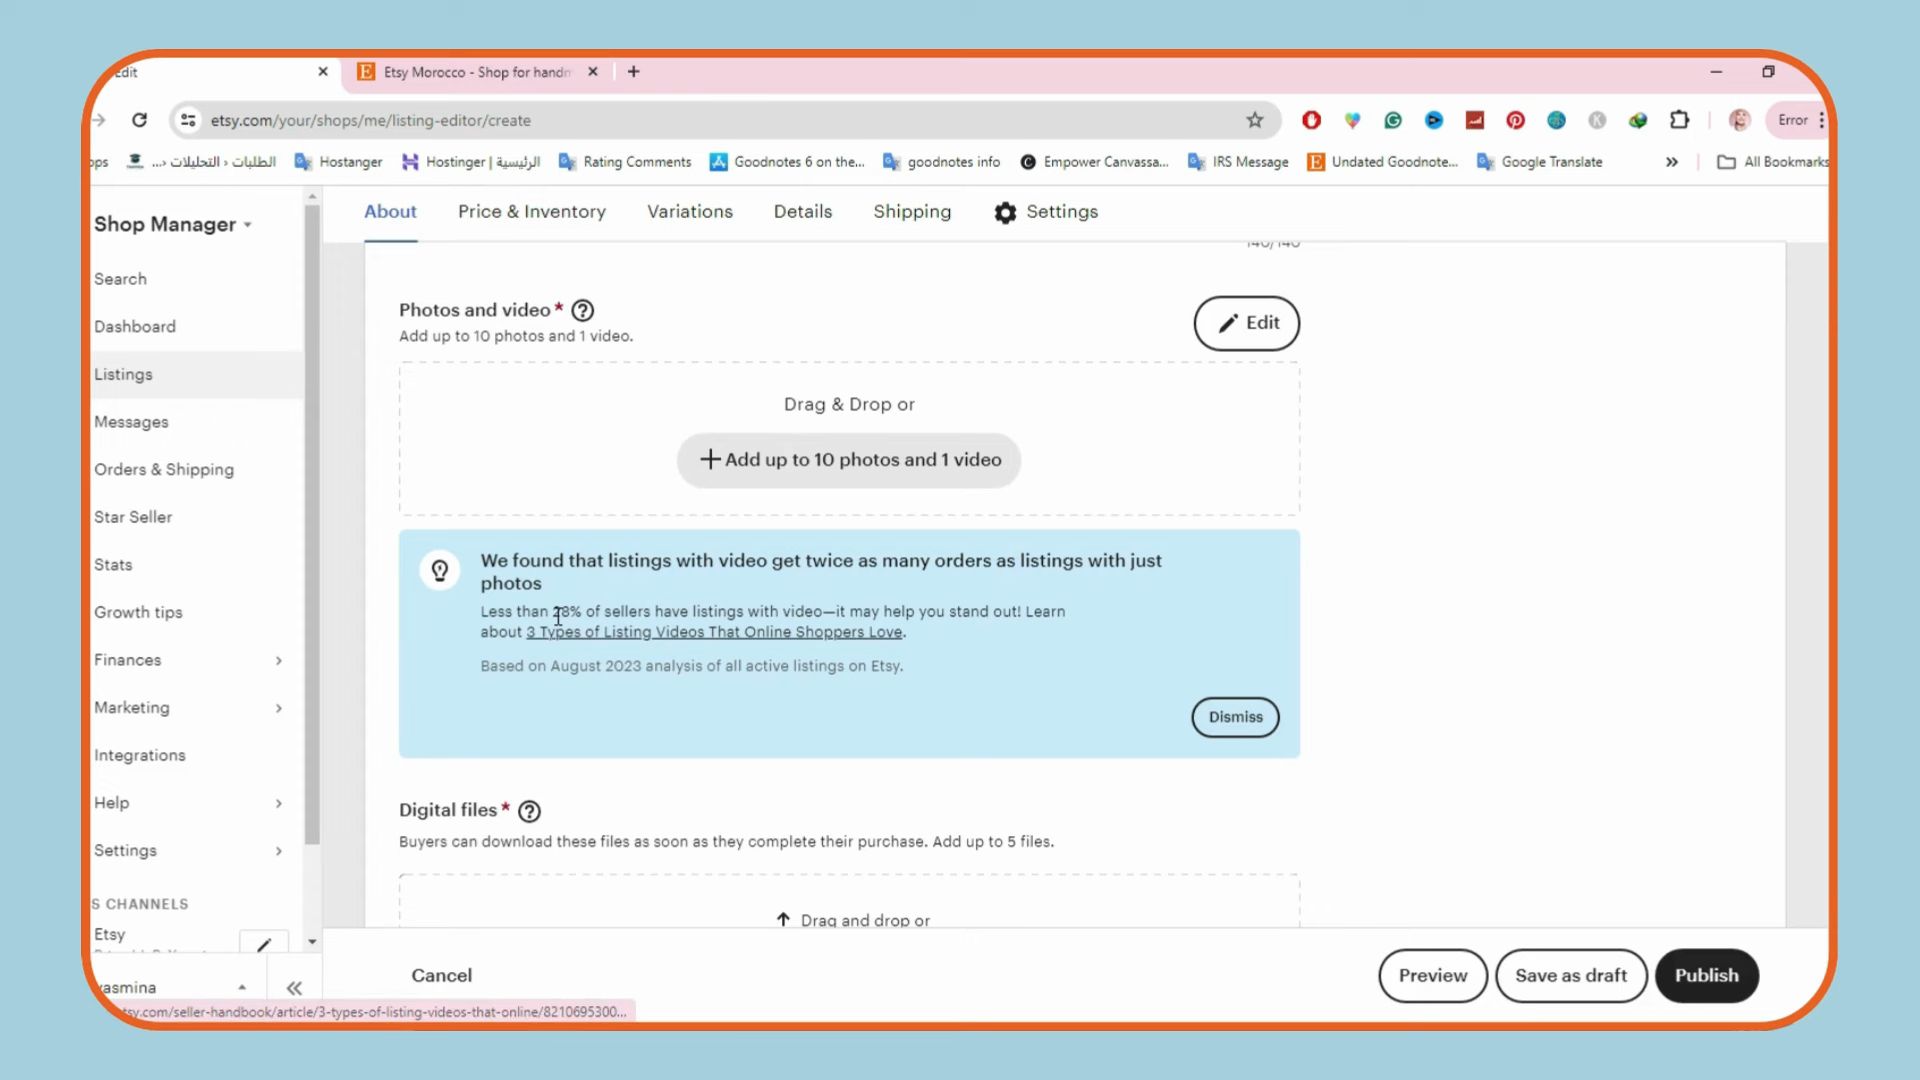 Edit
Etsy Morocco - Shop for handm
etsy.com/your/shops/me/listing-editor/create
Error
ops
الطلبات ‹ التحليلات ‹...
Hostanger
Hostinger | الرئيسية
Rating Comments
Goodnotes 6 on the...
goodnotes info
Empower Canvassa...
IRS Message
Undated Goodnote...
Google Translate
»
All Bookmarks
Shop Manager
Search
Dashboard
Listings
Messages
Orders & Shipping
Star Seller
Stats
Growth tips
Finances
Marketing
Integrations
Help
Settings
S CHANNELS
Etsy
yasmina
About
Price & Inventory
Variations
Details
Shipping
Settings
140/140
Photos and video *
Edit
Add up to 10 photos and 1 video.
Drag & Drop or
+ Add up to 10 photos and 1 video
We found that listings with video get twice as many orders as listings with just
photos
Less than 28% of sellers have listings with video—it may help you stand out! Learn
about 3 Types of Listing Videos That Online Shoppers Love.
Based on August 2023 analysis of all active listings on Etsy.
Dismiss
Digital files *
Buyers can download these files as soon as they complete their purchase. Add up to 5 files.
Drag and drop or
Cancel
Preview
Save as draft
Publish
etsy.com/seller-handbook/article/3-types-of-listing-videos-that-online/8210695300...